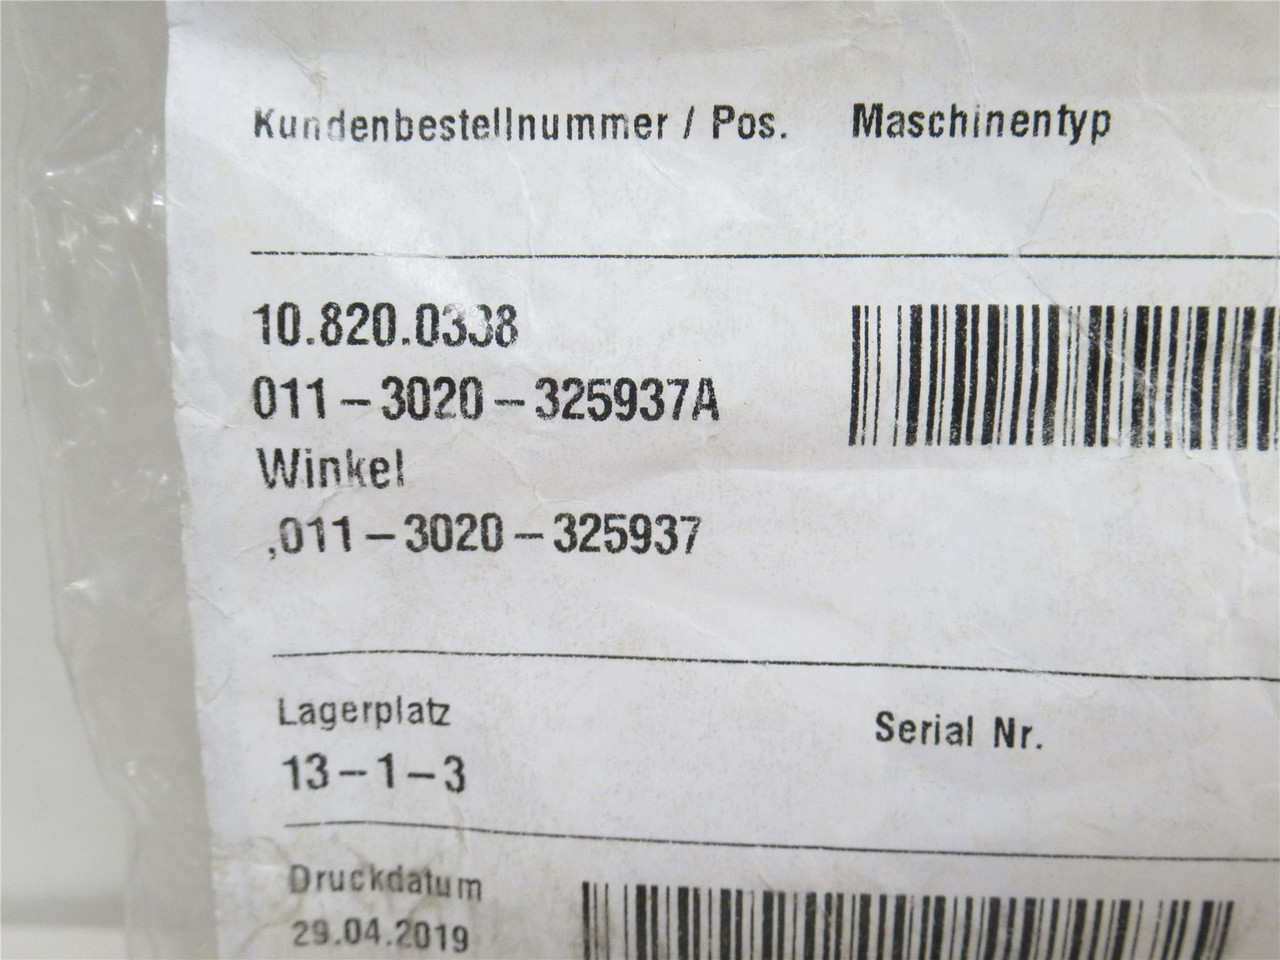 Kundenbestellnummer / Pos. Maschinentyp
10.820.0338
011-3020-325937A
Winkel
,011-3020-325937
Lagerplatz Serial Nr.
13-1-3
Druckdatum
29.04.2019